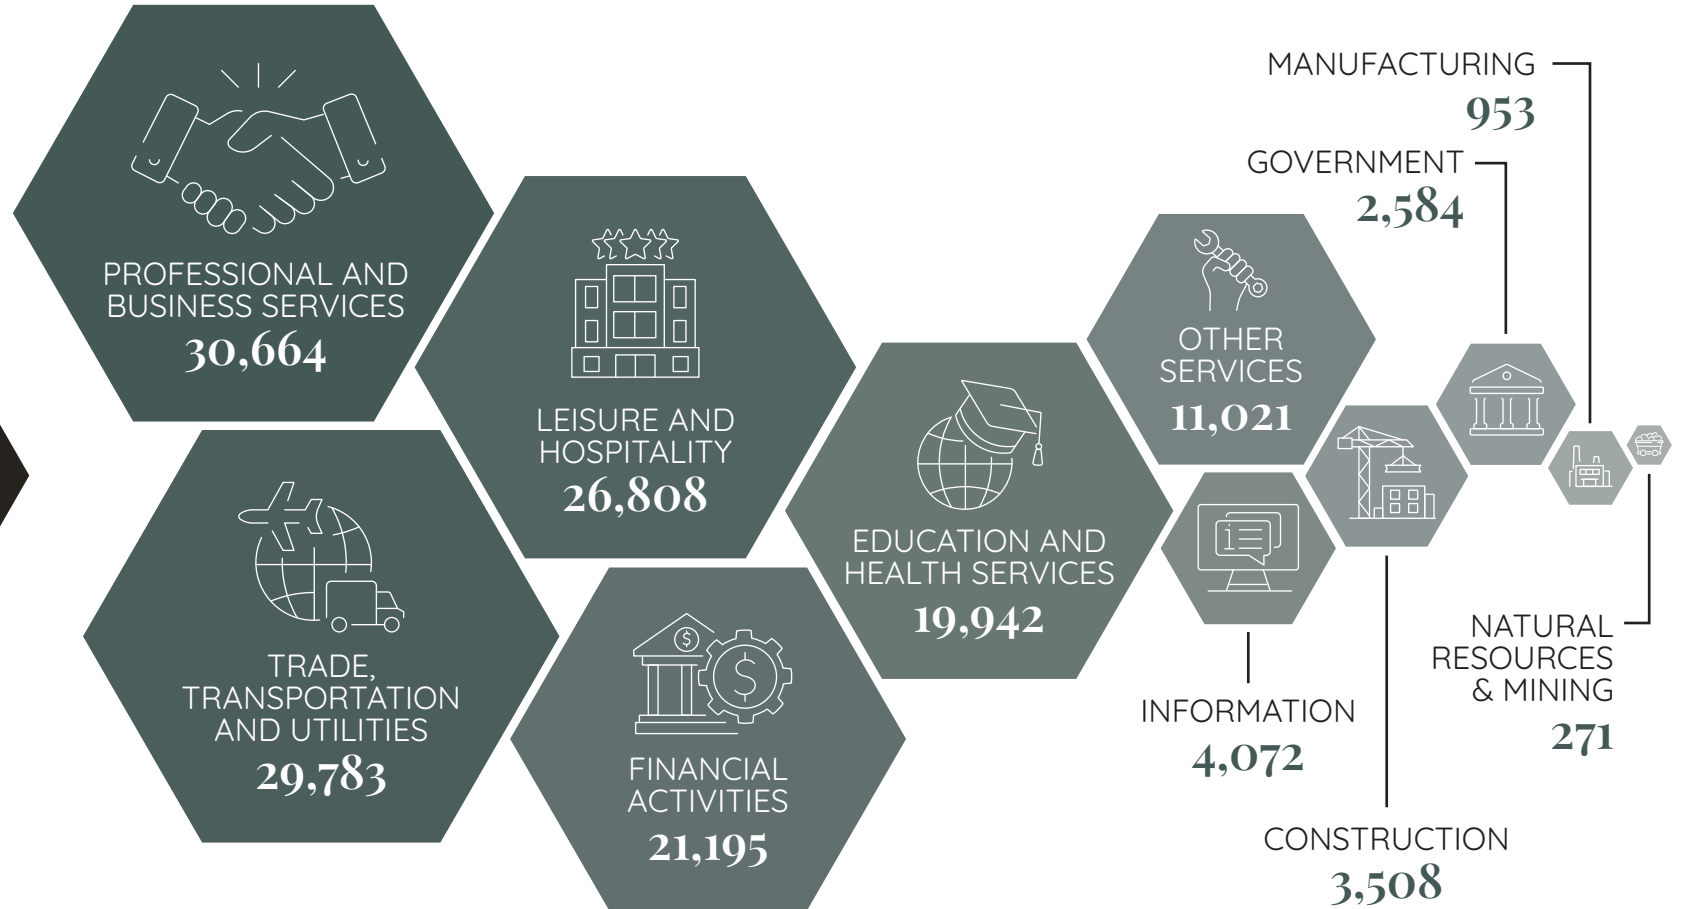 PROFESSIONAL AND
BUSINESS SERVICES
30,664
TRADE,
TRANSPORTATION
AND UTILITIES
29,783
LEISURE AND
HOSPITALITY
26,808
FINANCIAL
ACTIVITIES
21,195
EDUCATION AND
HEALTH SERVICES
19,942
OTHER
SERVICES
11,021
INFORMATION
4,072
CONSTRUCTION
3,508
GOVERNMENT
2,584
MANUFACTURING
953
NATURAL
RESOURCES
& MINING
271